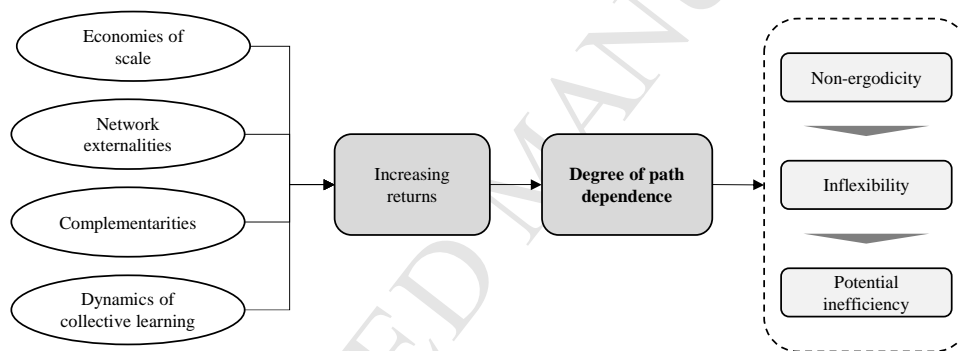 Economies of
scale
Network
externalities
Complementarities
Dynamics of
collective learning
Increasing
returns
Degree of path
dependence
Non-ergodicity
Inflexibility
Potential
inefficiency